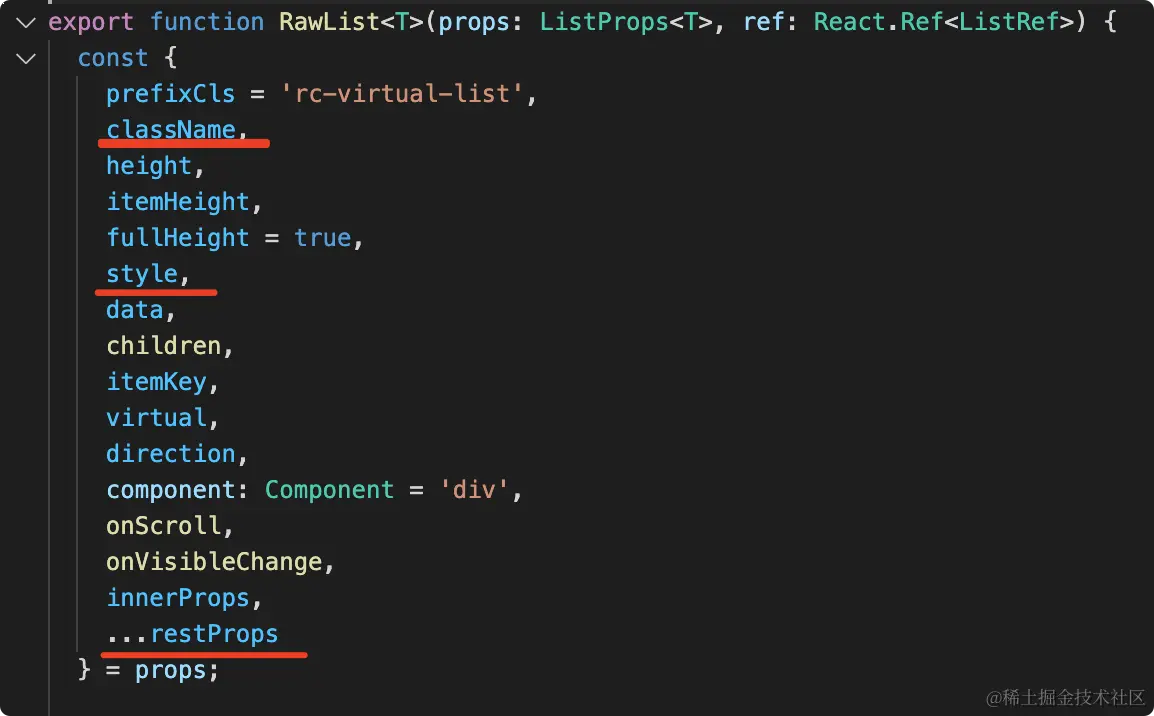 export function RawList<T>(props: ListProps<T>, ref: React.Ref<ListRef>) {
const {
prefixCls = 'rc-virtual-list',
className,
height,
itemHeight,
fullHeight = true,
style,
data,
children,
itemKey,
virtual,
direction,
component: Component = 'div',
onScroll,
onVisibleChange,
innerProps,
...restProps
} = props;
@稀土掘金技术社区